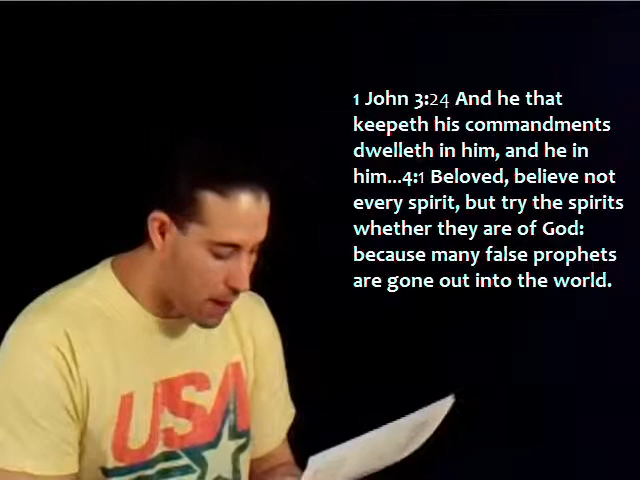 1 John 3:24 And he that
keepeth his commandments
dwelleth in him, and he in
him...4:1 Beloved, believe not
every spirit, but try the spirits
whether they are of God:
because many false prophets
are gone out into the world.
USA